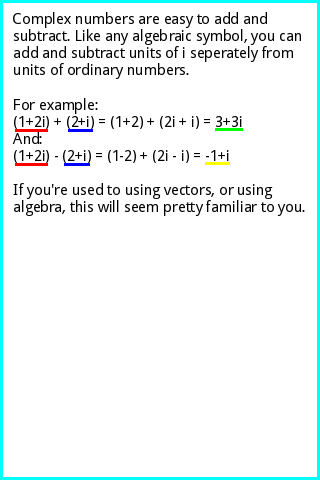 Complex numbers are easy to add and
subtract. Like any algebraic symbol, you can
add and subtract units of i seperately from
units of ordinary numbers.
For example:
(1+2i) + (2+i) = (1+2) + (2i + i) = 3+3i
And:
(1+2i) - (2+i) = (1-2) + (2i - i) = -1+i
If you're used to using vectors, or using
algebra, this will seem pretty familiar to you.